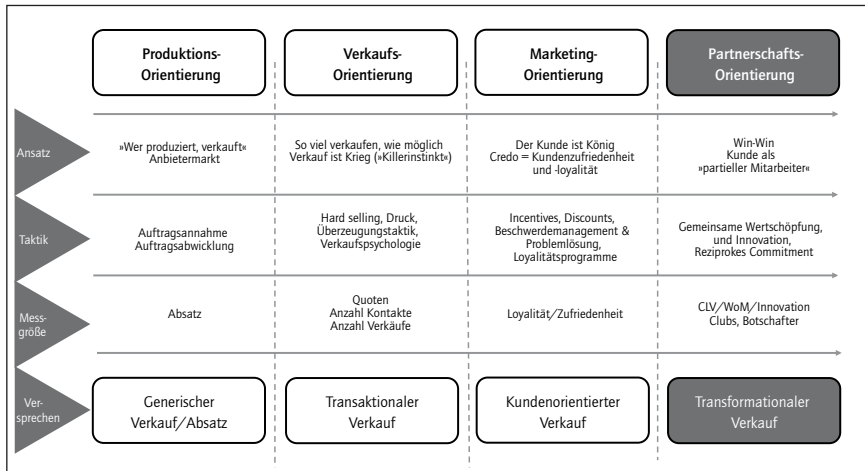 Produktions-
Orientierung
Verkaufs-
Orientierung
Marketing-
Orientierung
Partnerschafts-
Orientierung
Ansatz
»Wer produziert, verkauft«
Anbietermarkt
So viel verkaufen, wie möglich
Verkauf ist Krieg (»Killerinstinkt«)
Der Kunde ist König
Credo = Kundenzufriedenheit
und -loyalität
Win-Win
Kunde als
»partieller Mitarbeiter«
Taktik
Auftragsannahme
Auftragsabwicklung
Hard selling, Druck,
Überzeugungstaktik,
Verkaufspsychologie
Incentives, Discounts,
Beschwerdemanagement &
Problemlösung,
Loyalitätsprogramme
Gemeinsame Wertschöpfung,
und Innovation,
Reziprokes Commitment
Mess-
größe
Absatz
Quoten
Anzahl Kontakte
Anzahl Verkäufe
Loyalität/Zufriedenheit
CLV/WoM/Innovation
Clubs, Botschafter
Ver-
sprechen
Generischer
Verkauf/Absatz
Transaktionaler
Verkauf
Kundenorientierter
Verkauf
Transformationaler
Verkauf